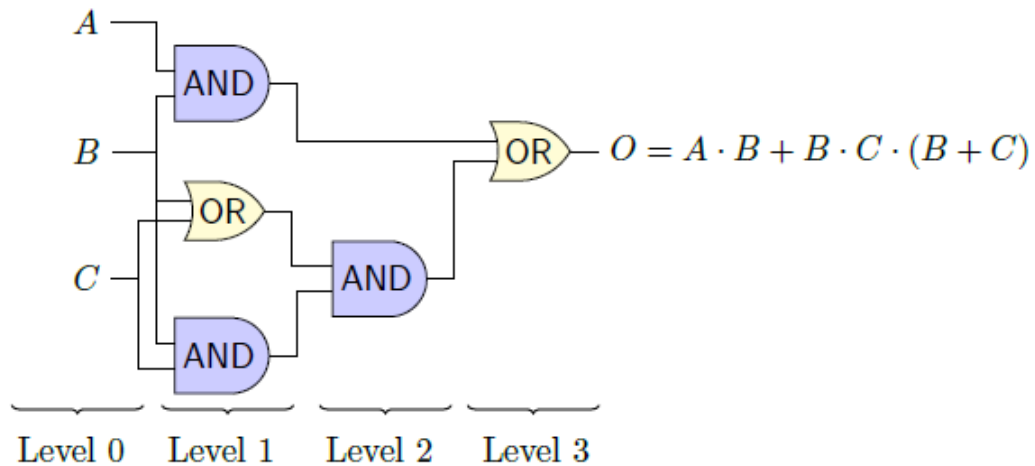 A
AND
B
OR
O = A · B + B · C · (B + C)
OR
C
AND
AND
Level 0 Level 1 Level 2 Level 3